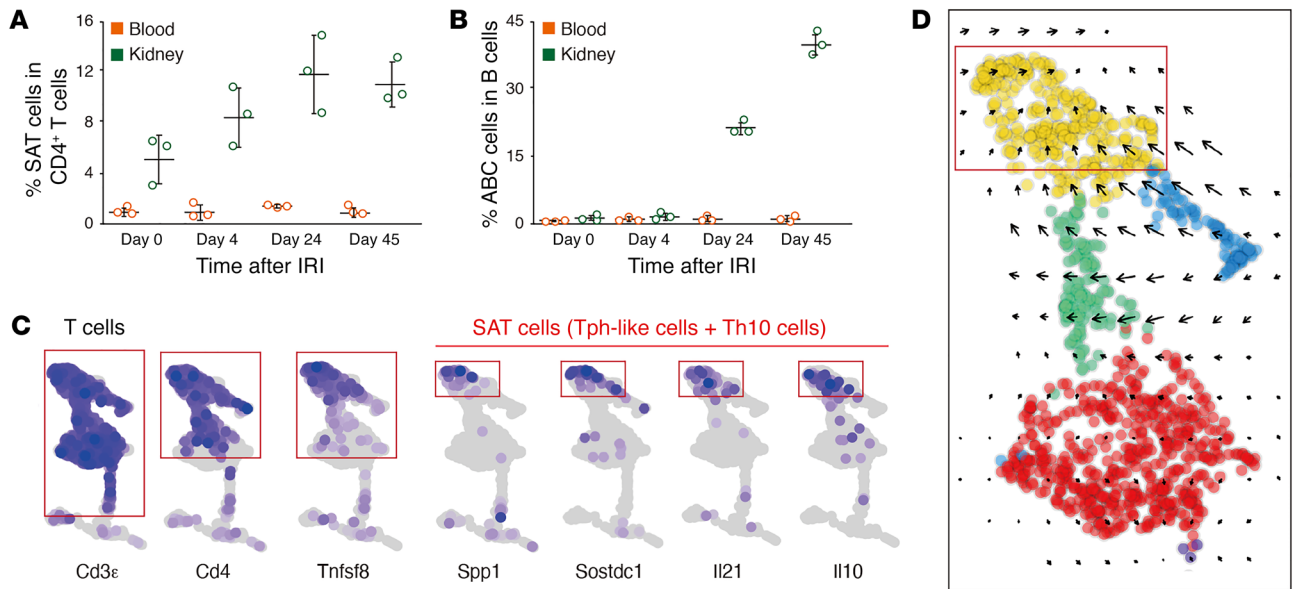 A
% SAT cells in
CD4⁺ T cells
16
12
8
4
0
Blood
Kidney
Day 0
Day 4
Day 24
Day 45
Time after IRI
B
% ABC cells in B cells
45
30
15
0
Blood
Kidney
Day 0
Day 4
Day 24
Day 45
Time after IRI
C
T cells
SAT cells (Tph-like cells + Th10 cells)
Cd3ε
Cd4
Tnfsf8
Spp1
Sostdc1
Il21
Il10
D